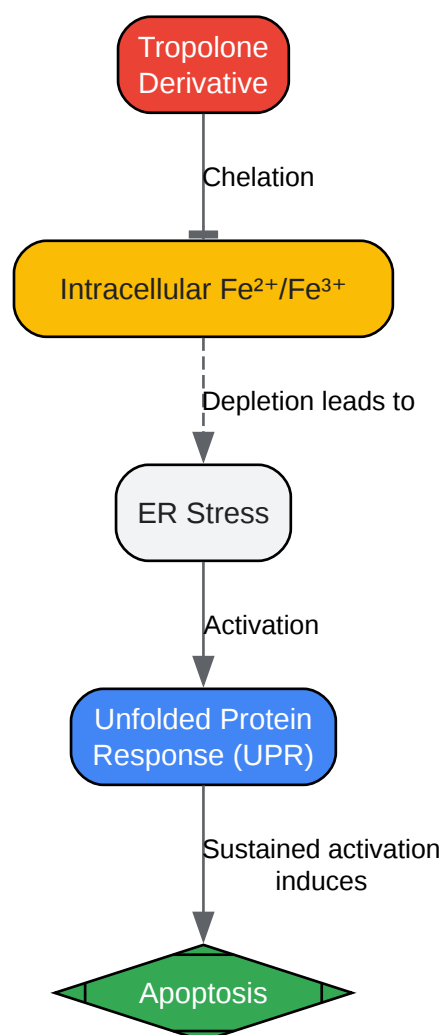 Tropolone
Derivative
Chelation
Intracellular Fe²⁺/Fe³⁺
Depletion leads to
ER Stress
Activation
Unfolded Protein
Response (UPR)
Sustained activation
induces
Apoptosis